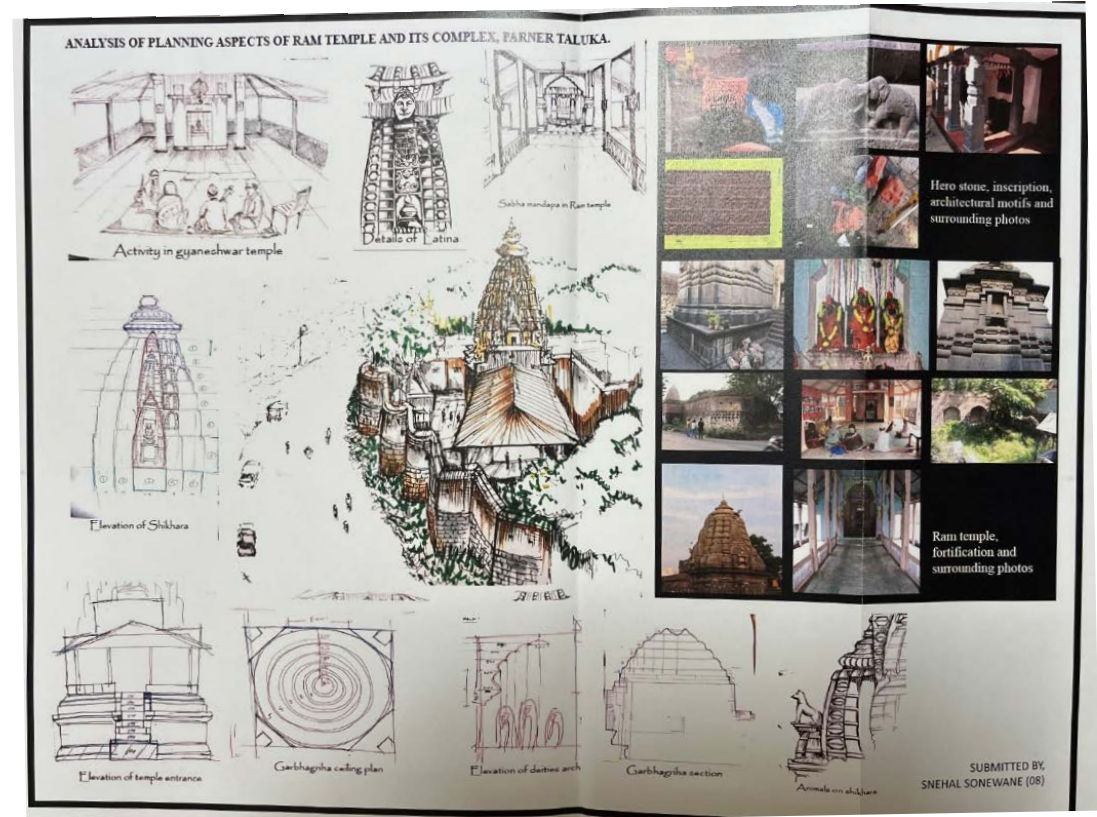 ANALYSIS OF PLANNING ASPECTS OF RAM TEMPLE AND ITS COMPLEX, PARNER TALUKA.
Activity in gyaneshwar temple
Details of Latina
Sabha mandapa in Ram temple
Hero stone, inscription,
architectural motifs and
surrounding photos
Elevation of Shikhara
Ram temple,
fortification and
surrounding photos
Elevation of temple entrance
Garbhagriha ceiling plan
Elevation of deities arch
Garbhagriha section
Animals on shikhara
SUBMITTED BY,
SNEHAL SONEWANE (08)